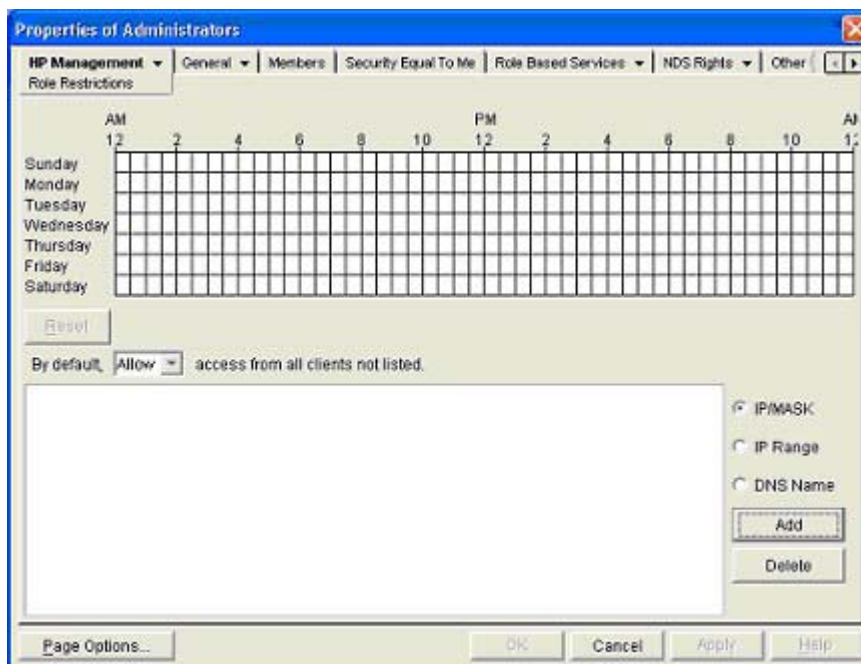 Properties of Administrators
HP Management General Members Security Equal To Me Role Based Services NDS Rights Other
Role Restrictions
AM PM AM
12 2 4 6 8 10 12 2 4 6 8 10 12
Sunday
Monday
Tuesday
Wednesday
Thursday
Friday
Saturday
Reset
By default, Allow access from all clients not listed.
IP/MASK
IP Range
DNS Name
Add
Delete
Page Options... OK Cancel Apply Help